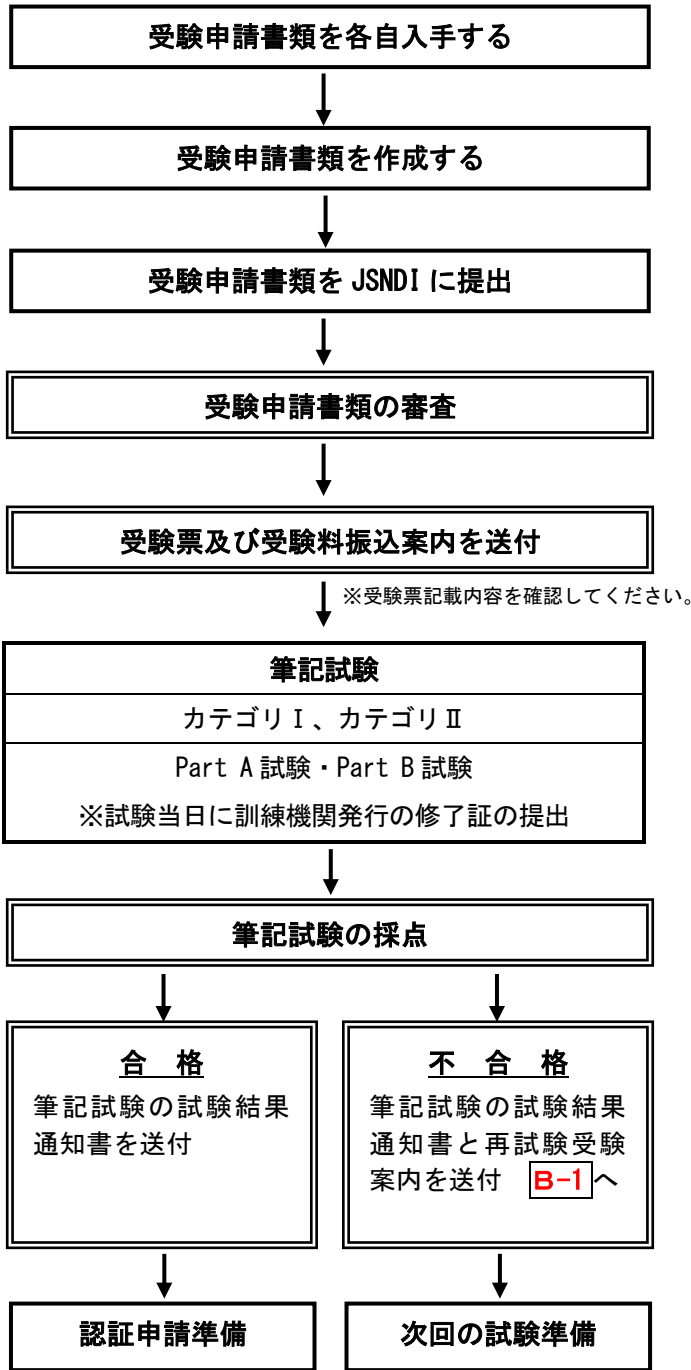 受験申請書類を各自入手する
受験申請書類を作成する
受験申請書類を JSNDI に提出
受験申請書類の審査
受験票及び受験料振込案内を送付
※受験票記載内容を確認してください。
筆記試験
カテゴリⅠ、カテゴリⅡ
Part A 試験・Part B 試験
※試験当日に訓練機関発行の修了証の提出
筆記試験の採点
合 格
筆記試験の試験結果
通知書を送付
不 合 格
筆記試験の試験結果
通知書と再試験受験
案内を送付 B-1 へ
認証申請準備
次回の試験準備